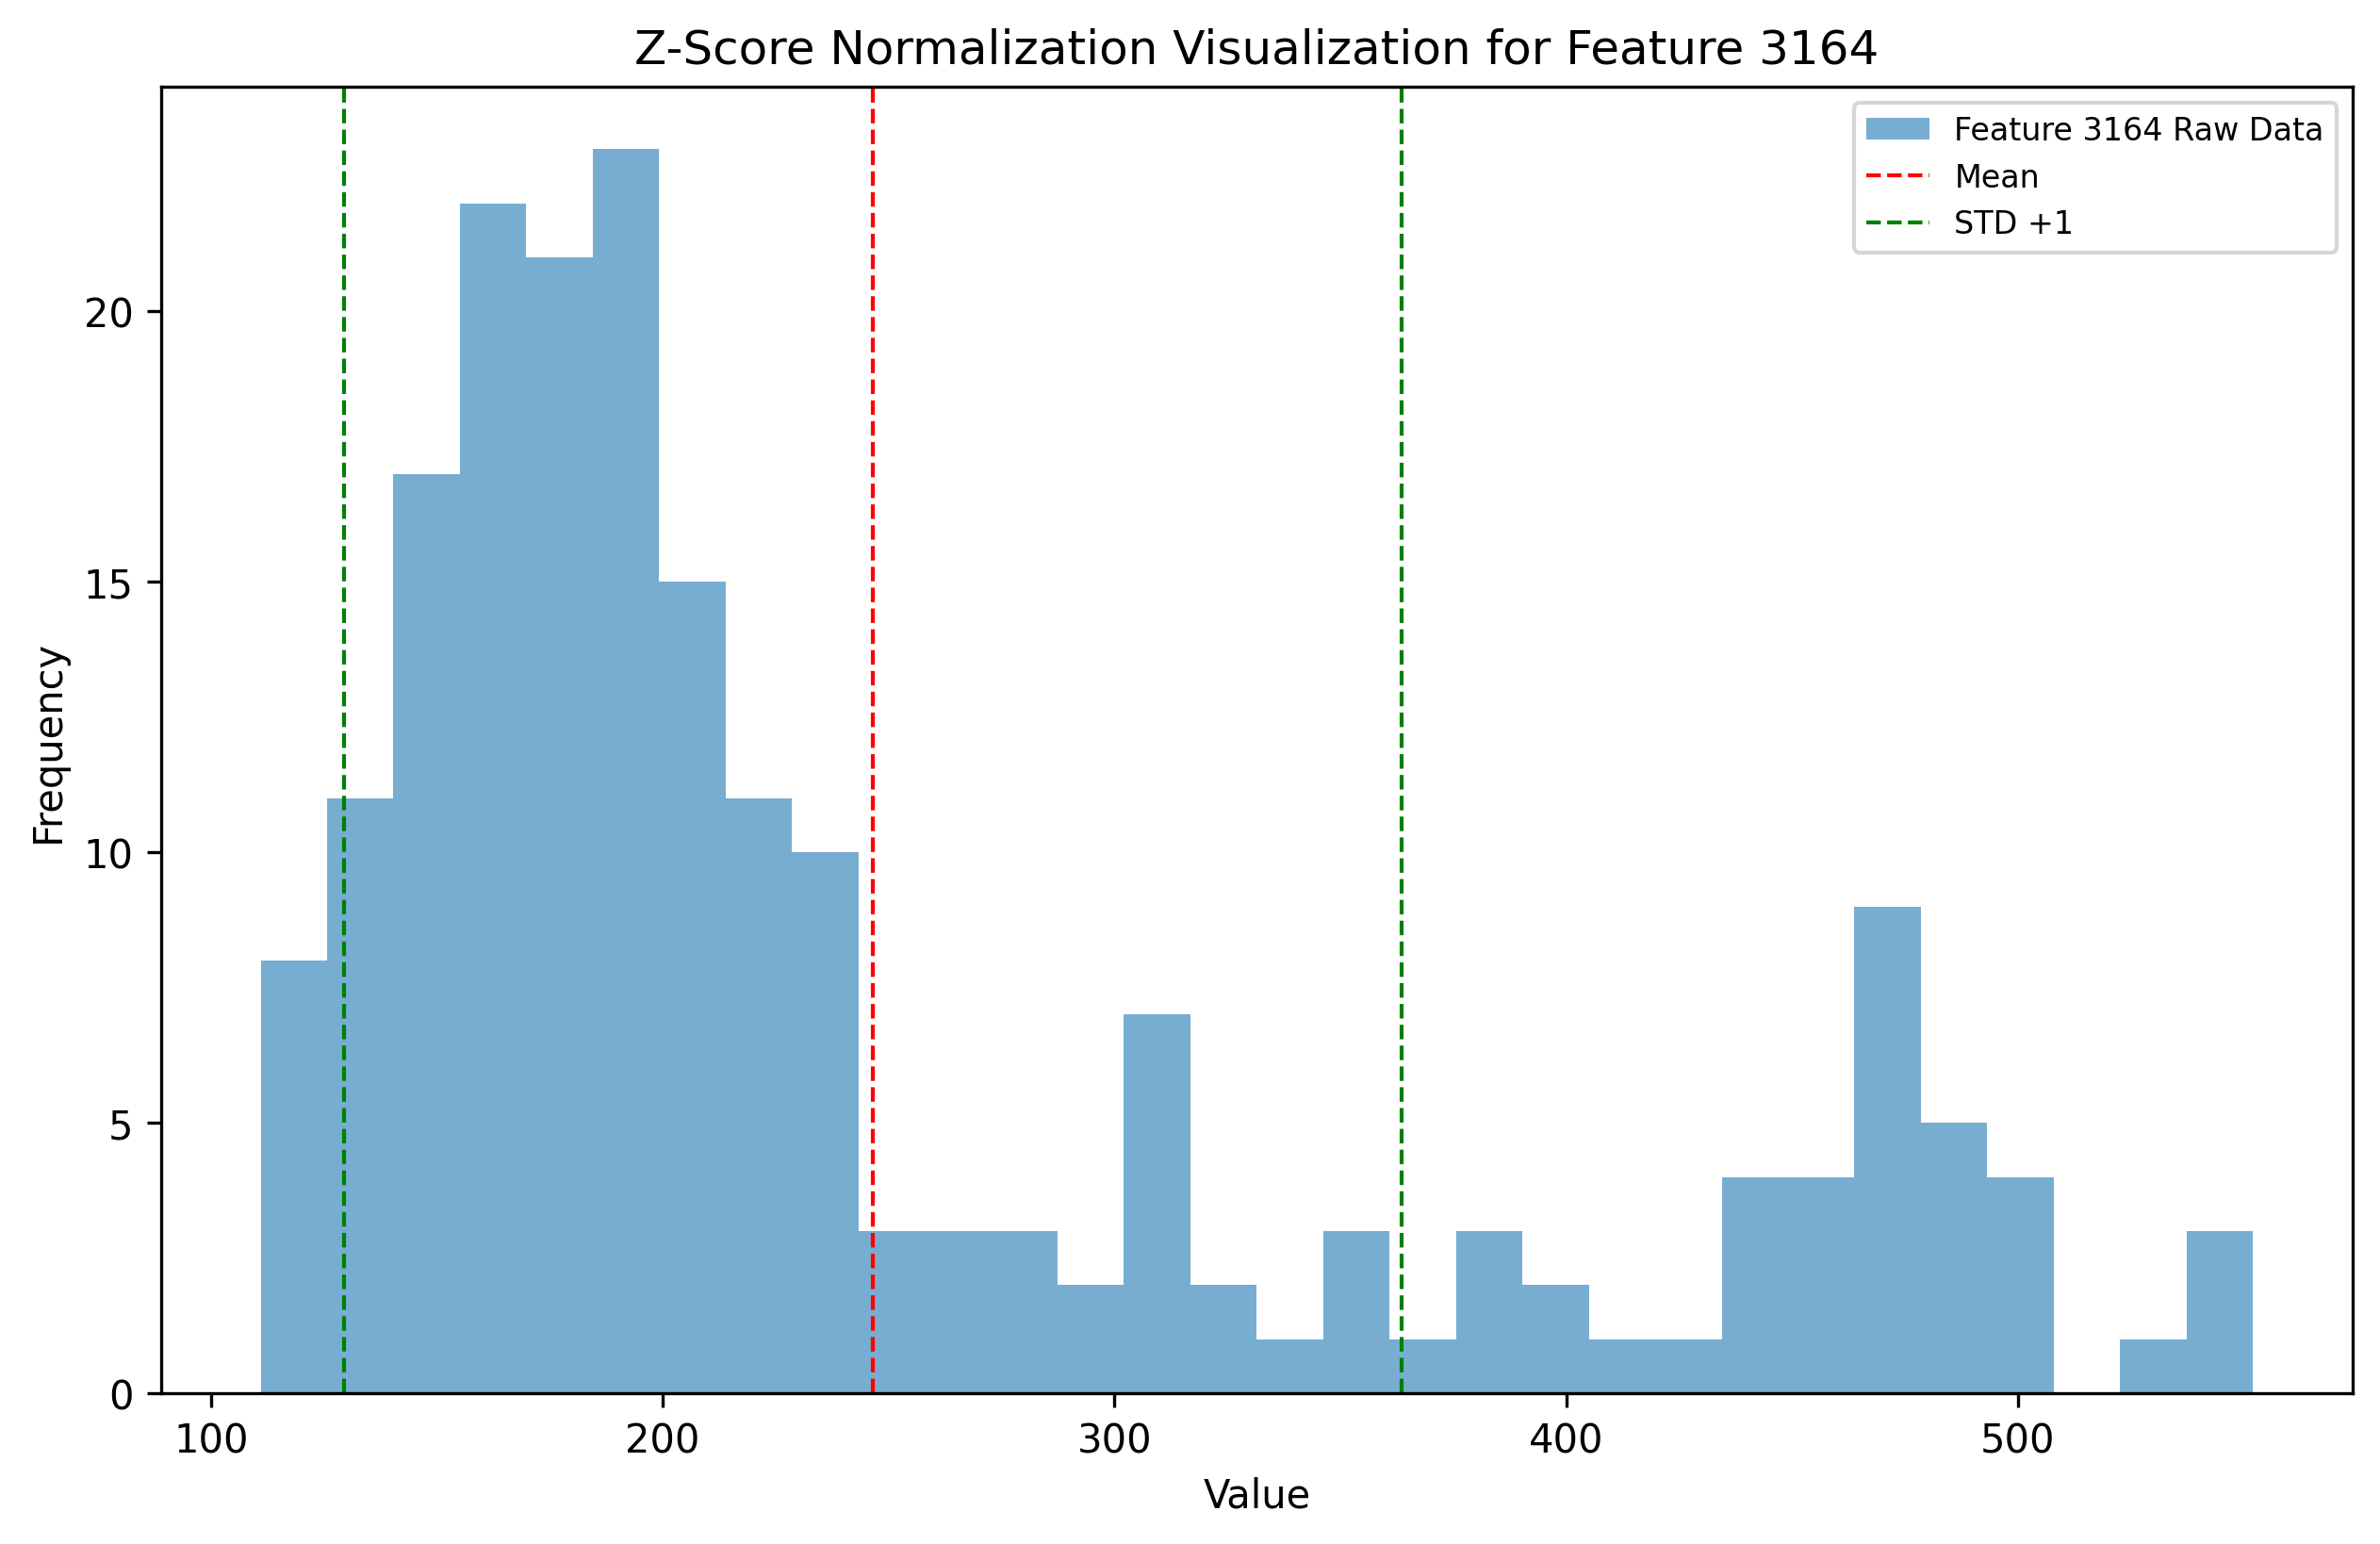 Z-Score Normalization Visualization for Feature 3164
Feature 3164 Raw Data
Mean
STD +1
20
15
10
5
0
Frequency
100 200 300 400 500
Value